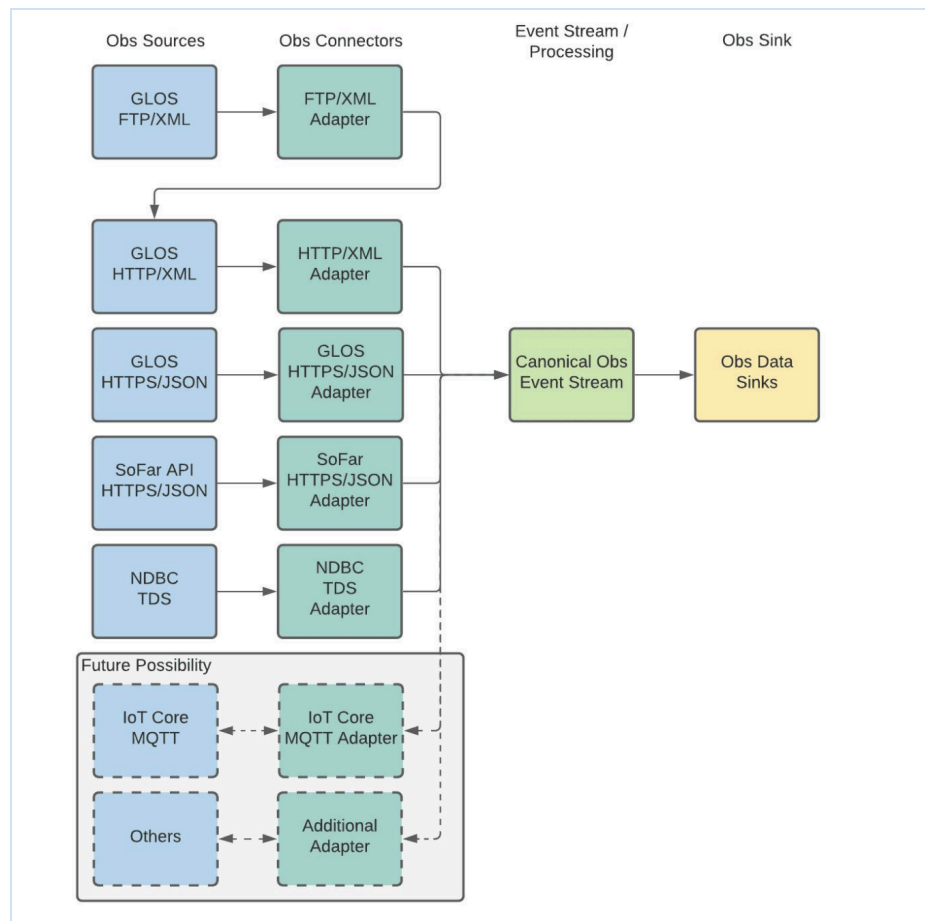 Obs Sources
Obs Connectors
Event Stream /
Processing
Obs Sink
GLOS
FTP/XML
FTP/XML
Adapter
GLOS
HTTP/XML
HTTP/XML
Adapter
GLOS
HTTPS/JSON
GLOS
HTTPS/JSON
Adapter
Canonical Obs
Event Stream
Obs Data
Sinks
SoFar API
HTTPS/JSON
SoFar
HTTPS/JSON
Adapter
NDBC
TDS
NDBC
TDS
Adapter
Future Possibility
IoT Core
MQTT
IoT Core
MQTT Adapter
Others
Additional
Adapter